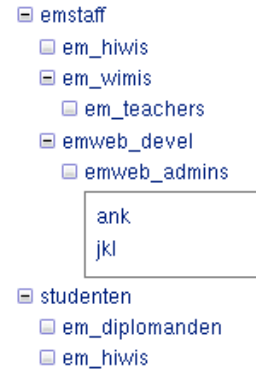 emstaff
em_hiwis
em_wimis
em_teachers
emweb_devel
emweb_admins
ank
jkl
studenten
em_diplomanden
em_hiwis